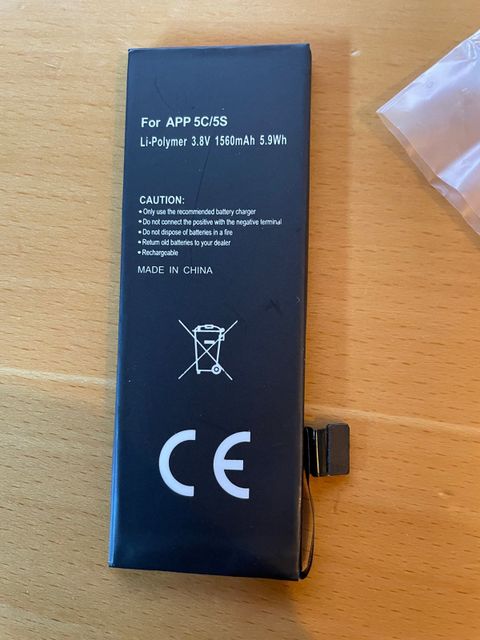 For APP 5C/5S
Li-Polymer 3.8V 1560mAh 5.9Wh
CAUTION:
• Only use the recommended battery charger
• Do not connect the positive with the negative terminal
• Do not dispose of batteries in a fire
• Return old batteries to your dealer
• Rechargeable
MADE IN CHINA
CE